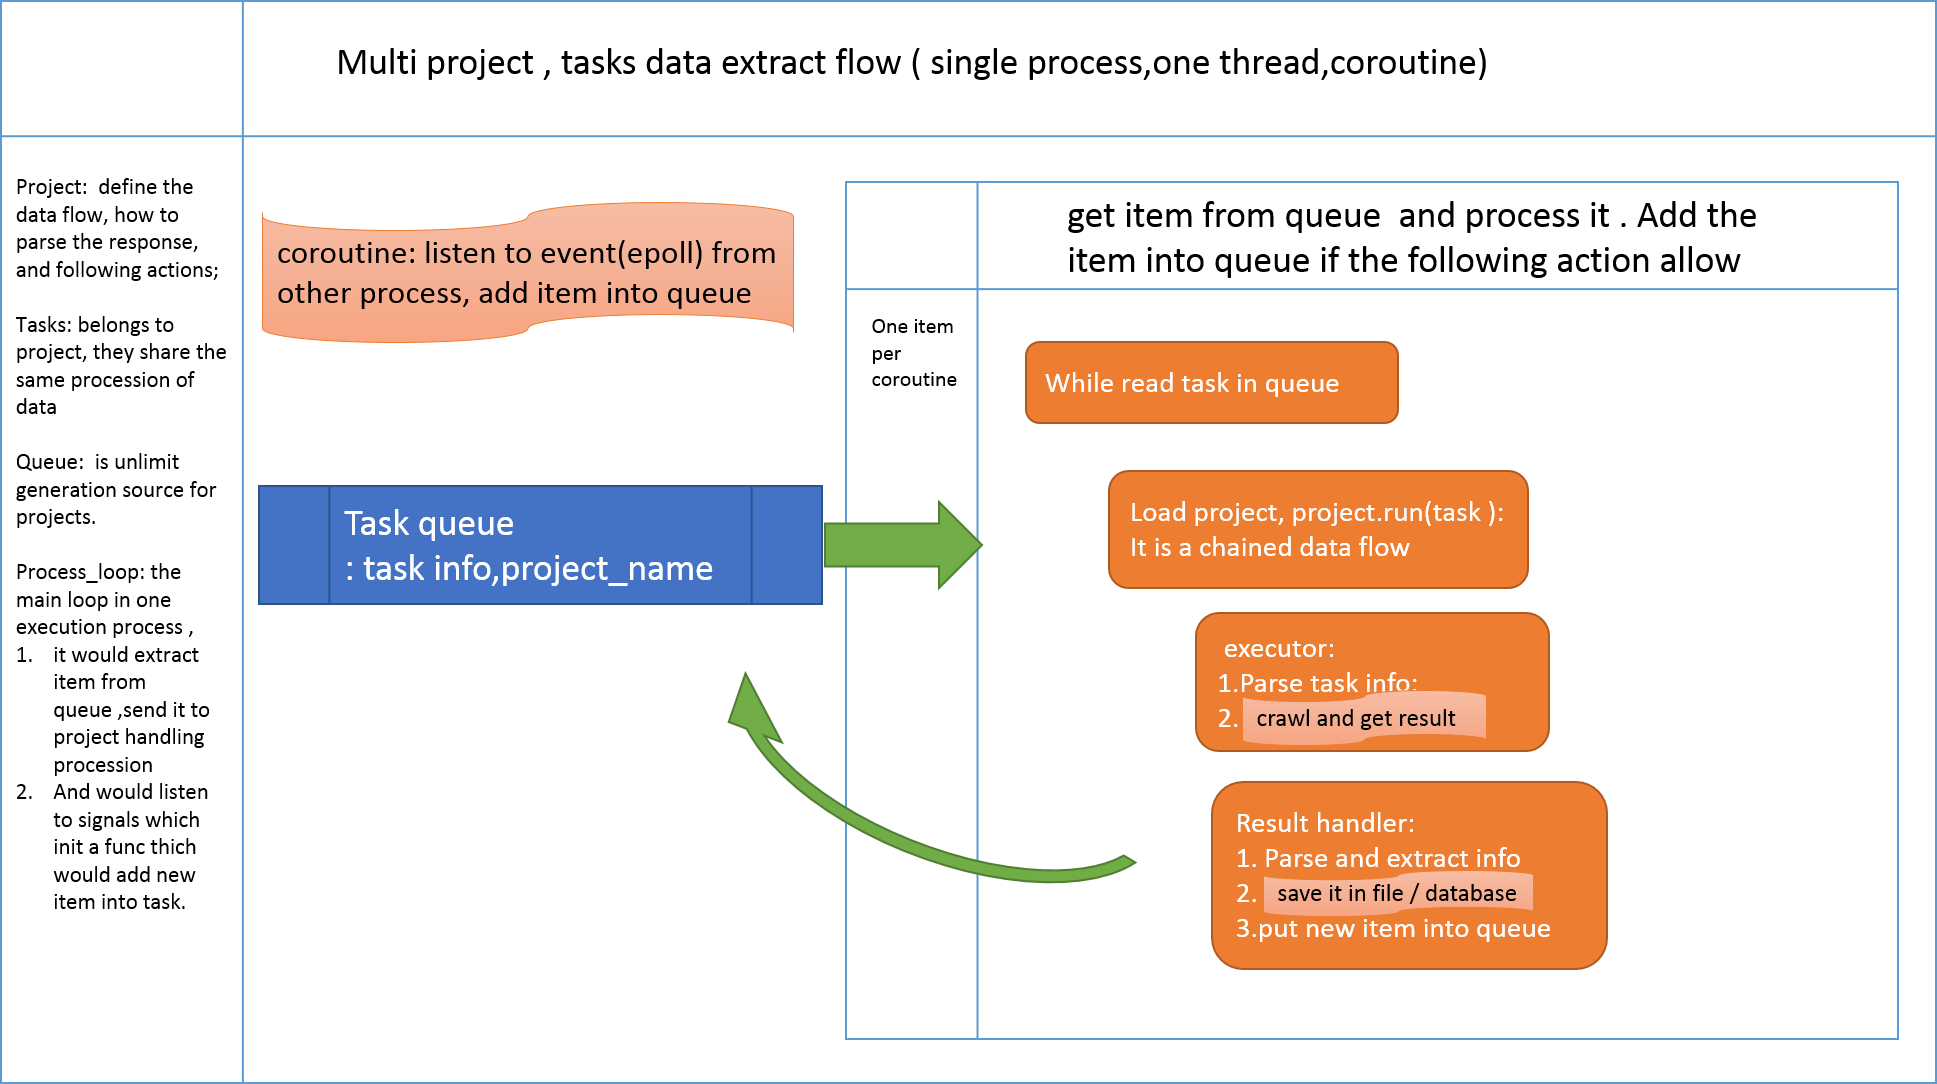 Multi project , tasks data extract flow ( single process,one thread,coroutine)
Project:  define the
data flow, how to
parse the response,
and following actions;
Tasks: belongs to
project, they share the
same procession of
data
Queue:  is unlimit
generation source for
projects.
Process_loop: the
main loop in one
execution process ,
1. it would extract
item from
queue ,send it to
project handling
procession
2. And would listen
to signals which
init a func thich
would add new
item into task.
coroutine: listen to event(epoll) from
other process, add item into queue
Task queue
: task info,project_name
get item from queue  and process it . Add the
item into queue if the following action allow
One item
per
coroutine
While read task in queue
Load project, project.run(task ):
It is a chained data flow
executor:
1.Parse task info:
2. crawl and get result
Result handler:
1. Parse and extract info
2. save it in file / database
3.put new item into queue